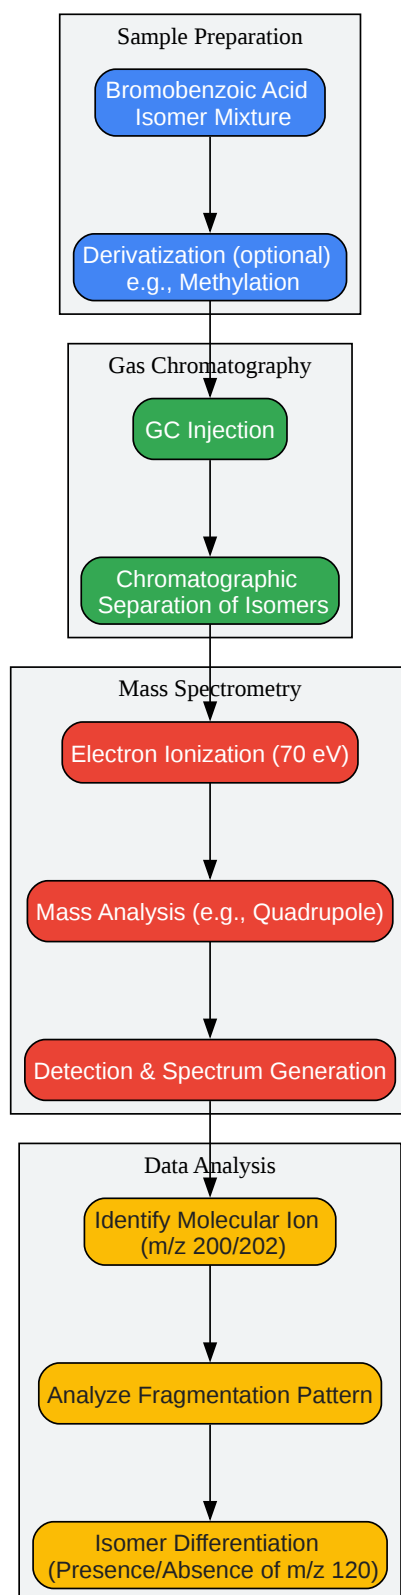 Sample Preparation
Bromobenzoic Acid
Isomer Mixture
Derivatization (optional)
e.g., Methylation
Gas Chromatography
GC Injection
Chromatographic
Separation of Isomers
Mass Spectrometry
Electron Ionization (70 eV)
Mass Analysis (e.g., Quadrupole)
Detection & Spectrum Generation
Data Analysis
Identify Molecular Ion
(m/z 200/202)
Analyze Fragmentation Pattern
Isomer Differentiation
(Presence/Absence of m/z 120)